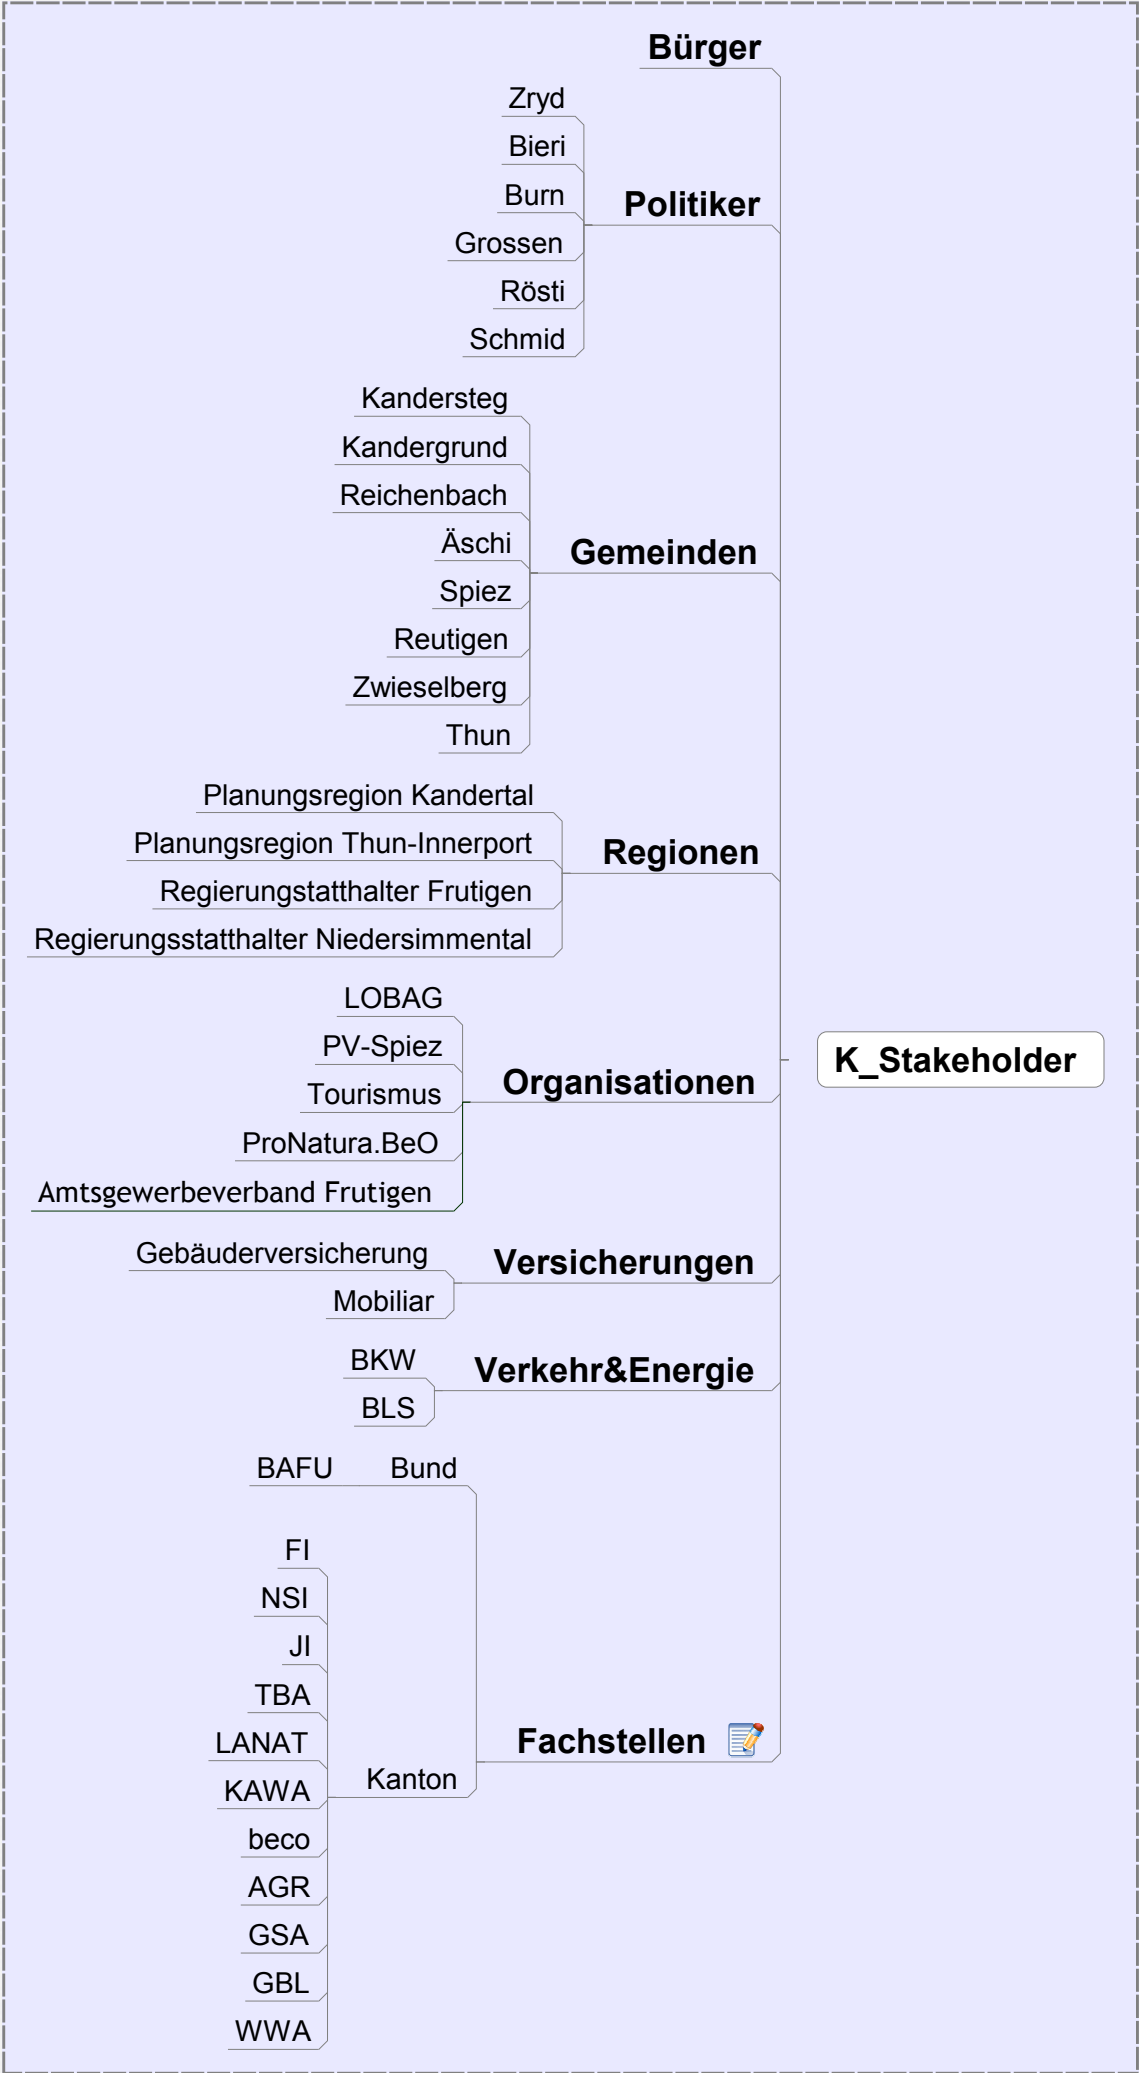 Bürger
Zryd
Bieri
Burn
Politiker
Grossen
Rösti
Schmid
Kandersteg
Kandergrund
Reichenbach
Äschi
Gemeinden
Spiez
Reutigen
Zwieselberg
Thun
Planungsregion Kandertal
Planungsregion Thun-Innerport
Regionen
Regierungstatthalter Frutigen
Regierungsstatthalter Niedersimmental
LOBAG
PV-Spiez
K_Stakeholder
Organisationen
Tourismus
ProNatura.BeO
Amtsgewerbeverband Frutigen
Gebäuderversicherung
Versicherungen
Mobiliar
BKW
Verkehr&Energie
BLS
BAFU
Bund
FI
NSI
JI
TBA
LANAT
Fachstellen
KAWA
Kanton
beco
AGR
GSA
GBL
WWA